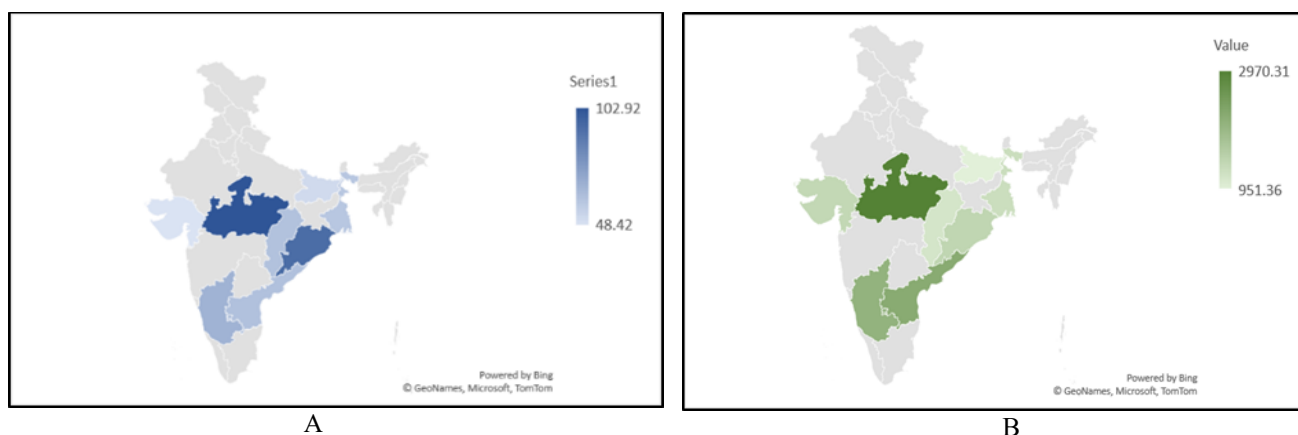 Series1
102.92
48.42
Powered by Bing
© GeoNames, Microsoft, TomTom
A
Value
2970.31
951.36
Powered by Bing
© GeoNames, Microsoft, TomTom
B